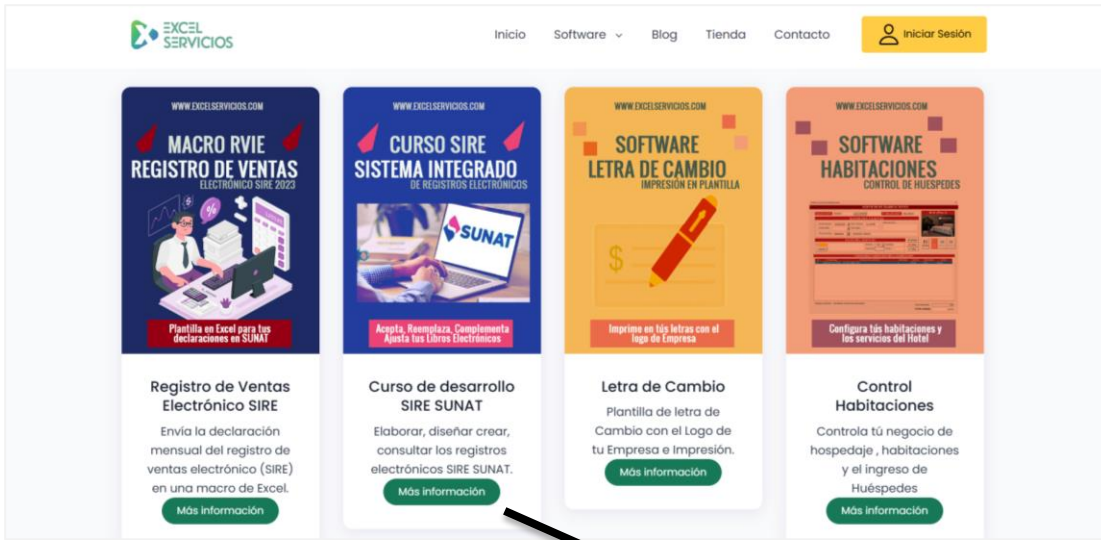 EXCEL
SERVICIOS
Inicio Software Blog Tienda Contacto Iniciar Sesión
WWW.EXCELSERVICIOS.COM
MACRO RVIE
REGISTRO DE VENTAS
ELECTRÓNICO SIRE 2023
Plantilla en Excel para tus
declaraciones en SUNAT
Registro de Ventas
Electrónico SIRE
Envía la declaración
mensual del registro de
ventas electrónico (SIRE)
en una macro de Excel.
Más información
WWW.EXCELSERVICIOS.COM
CURSO SIRE
SISTEMA INTEGRADO
DE REGISTROS ELECTRÓNICOS
SUNAT
Acepta, Reemplaza, Complementa
Ajusta tus Libros Electrónicos
Curso de desarrollo
SIRE SUNAT
Elaborar, diseñar crear,
consultar los registros
electrónicos SIRE SUNAT.
Más información
WWW.EXCELSERVICIOS.COM
SOFTWARE
LETRA DE CAMBIO
IMPRESIÓN EN PLANTILLA
$
Imprime en tús letras con el
logo de Empresa
Letra de Cambio
Plantilla de letra de
Cambio con el Logo de
tu Empresa e Impresión.
Más información
WWW.EXCELSERVICIOS.COM
SOFTWARE
HABITACIONES
CONTROL DE HUESPEDES
Configura tús habitaciones y
los servicios del Hotel
Control
Habitaciones
Controla tú negocio de
hospedaje , habitaciones
y el ingreso de
Huéspedes
Más información